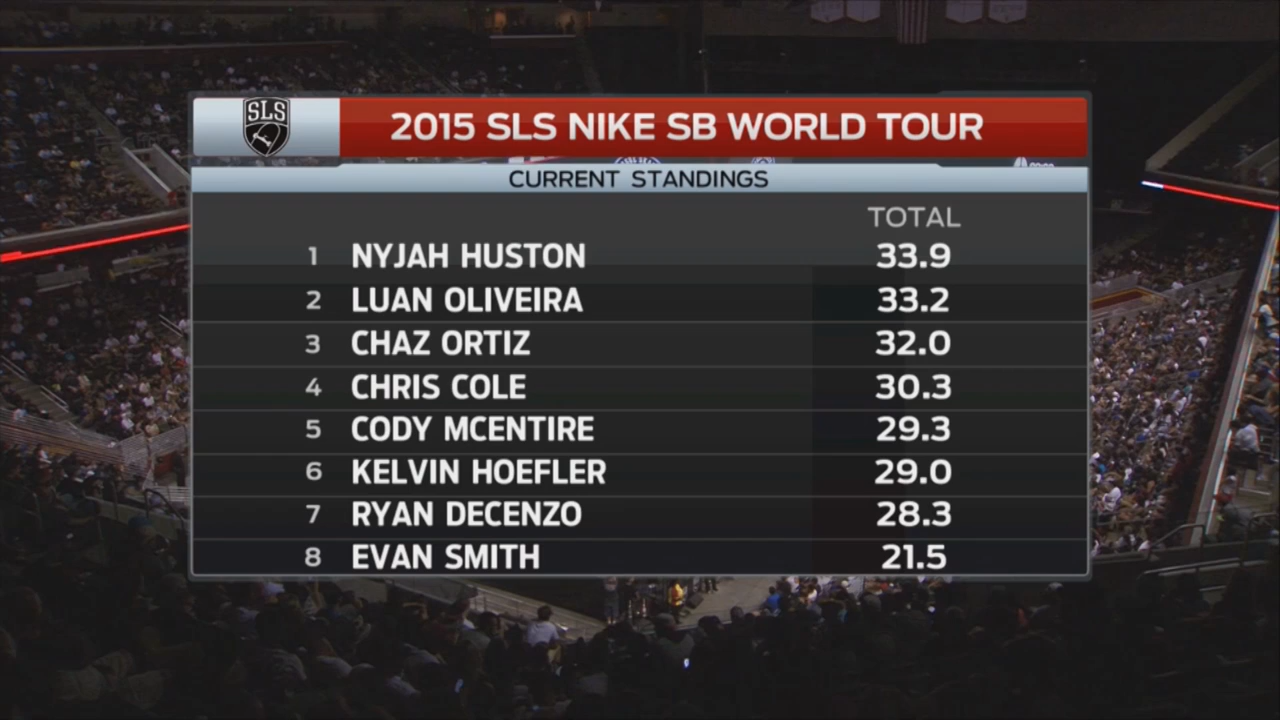 SLS
2015 SLS NIKE SB WORLD TOUR
CURRENT STANDINGS
TOTAL
1 NYJAH HUSTON 33.9
2 LUAN OLIVEIRA 33.2
3 CHAZ ORTIZ 32.0
4 CHRIS COLE 30.3
5 CODY MCENTIRE 29.3
6 KELVIN HOEFLER 29.0
7 RYAN DECENZO 28.3
8 EVAN SMITH 21.5